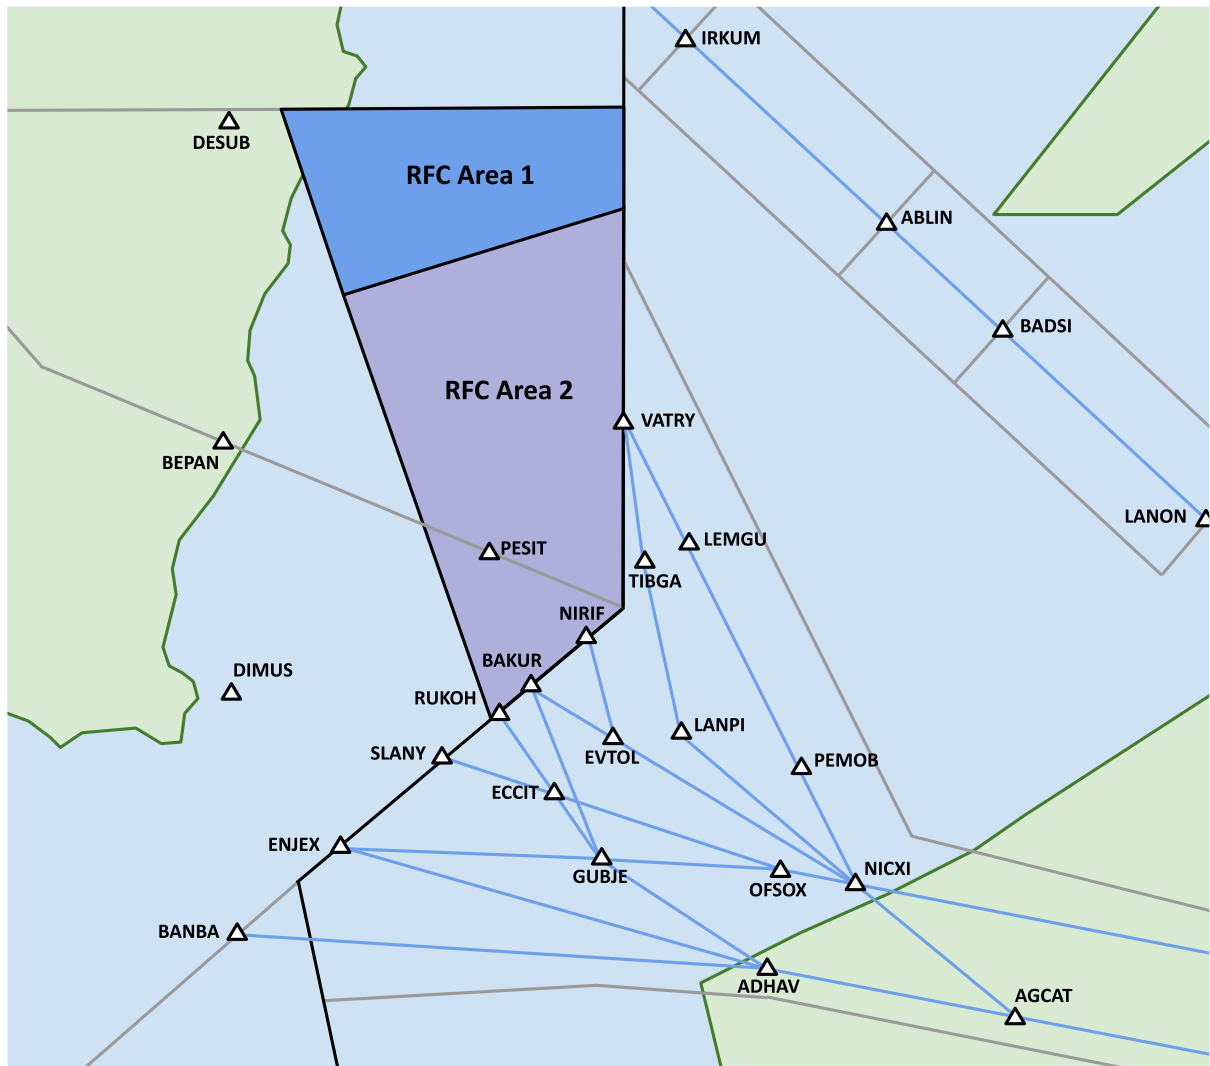 IRKUM
DESUB
RFC Area 1
ABLIN
BADSI
RFC Area 2
VATRY
BEPAN
LANON
LEMGU
PESIT
TIBGA
NIRIF
BAKUR
DIMUS
RUKOH
LANPI
SLANY
EVTOL
PEMOB
ECCIT
ENJEX
GUBJE
NICXI
OFSOX
BANBA
ADHAV
AGCAT